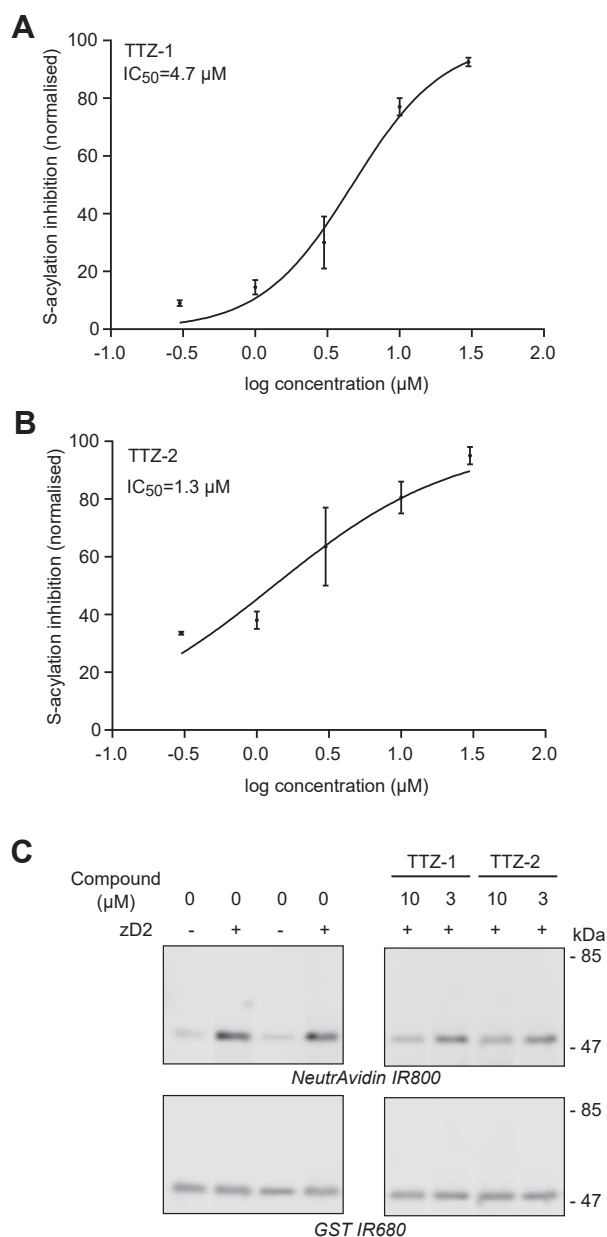 A
TTZ-1
IC50=4.7 µM
S-acylation inhibition (normalised)
100
80
60
40
20
0
-1.0 -0.5 0.0 0.5 1.0 1.5 2.0
log concentration (µM)
B
TTZ-2
IC50=1.3 µM
S-acylation inhibition (normalised)
100
80
60
40
20
0
-1.0 -0.5 0.0 0.5 1.0 1.5 2.0
log concentration (µM)
C
TTZ-1 TTZ-2
Compound
(µM)
0 0 0 0 10 3 10 3
zD2 - + - + + + + + kDa
- 85
- 47
NeutrAvidin IR800
- 85
- 47
GST IR680